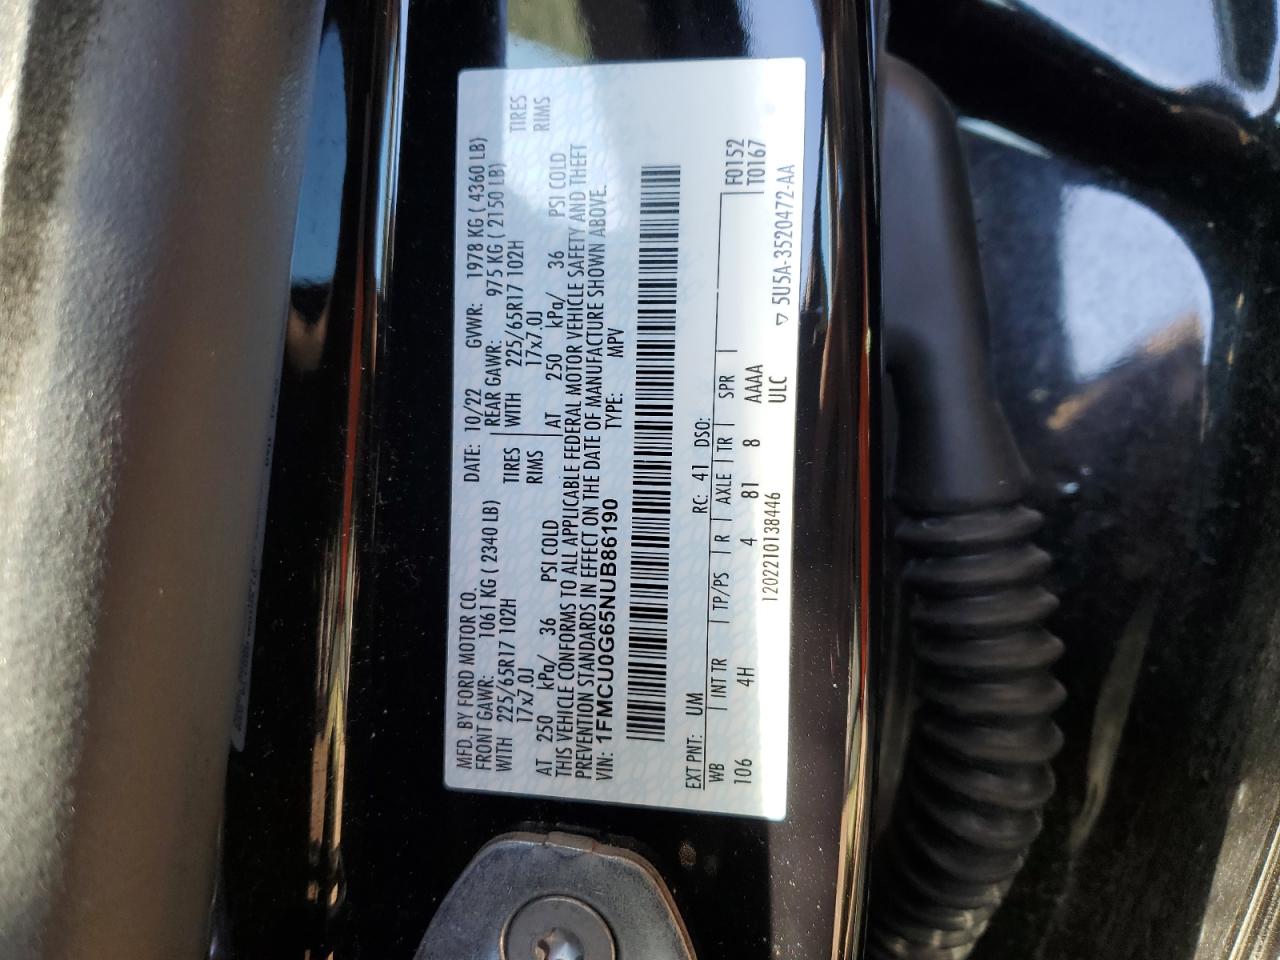 MFD. BY FORD MOTOR CO.
DATE: 10/22 GVWR: 1978 KG ( 4360 LB)
FRONT GAWR: 1061 KG ( 2340 LB) REAR GAWR: 975 KG ( 2150 LB)
WITH 225/65R17 102H TIRES WITH 225/65R17 102H TIRES
17x7.0J RIMS 17x7.0J RIMS
AT 250 kPa/ 36 PSI COLD AT 250 kPa/ 36 PSI COLD
THIS VEHICLE CONFORMS TO ALL APPLICABLE FEDERAL MOTOR VEHICLE SAFETY AND THEFT
PREVENTION STANDARDS IN EFFECT ON THE DATE OF MANUFACTURE SHOWN ABOVE.
VIN: 1FMCU0G65NUB86190 TYPE: MPV
EXT PNT: UM RC: 41 DSO: F0152
WB INT TR TP/PS R AXLE TR SPR T0167
106 4H 4 81 8 AAAA
120221013 8446 ULC ▽ 5U5A-3520472-AA